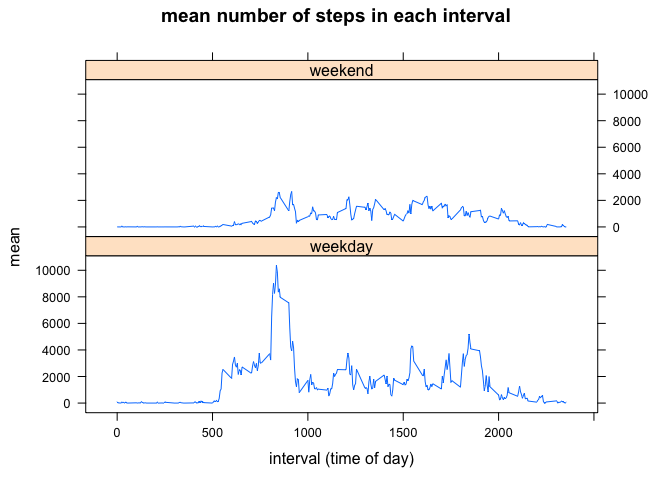 mean number of steps in each interval
weekend
10000
8000
6000
4000
2000
0
weekday
10000
8000
6000
4000
2000
0
mean
0 500 1000 1500 2000
interval (time of day)